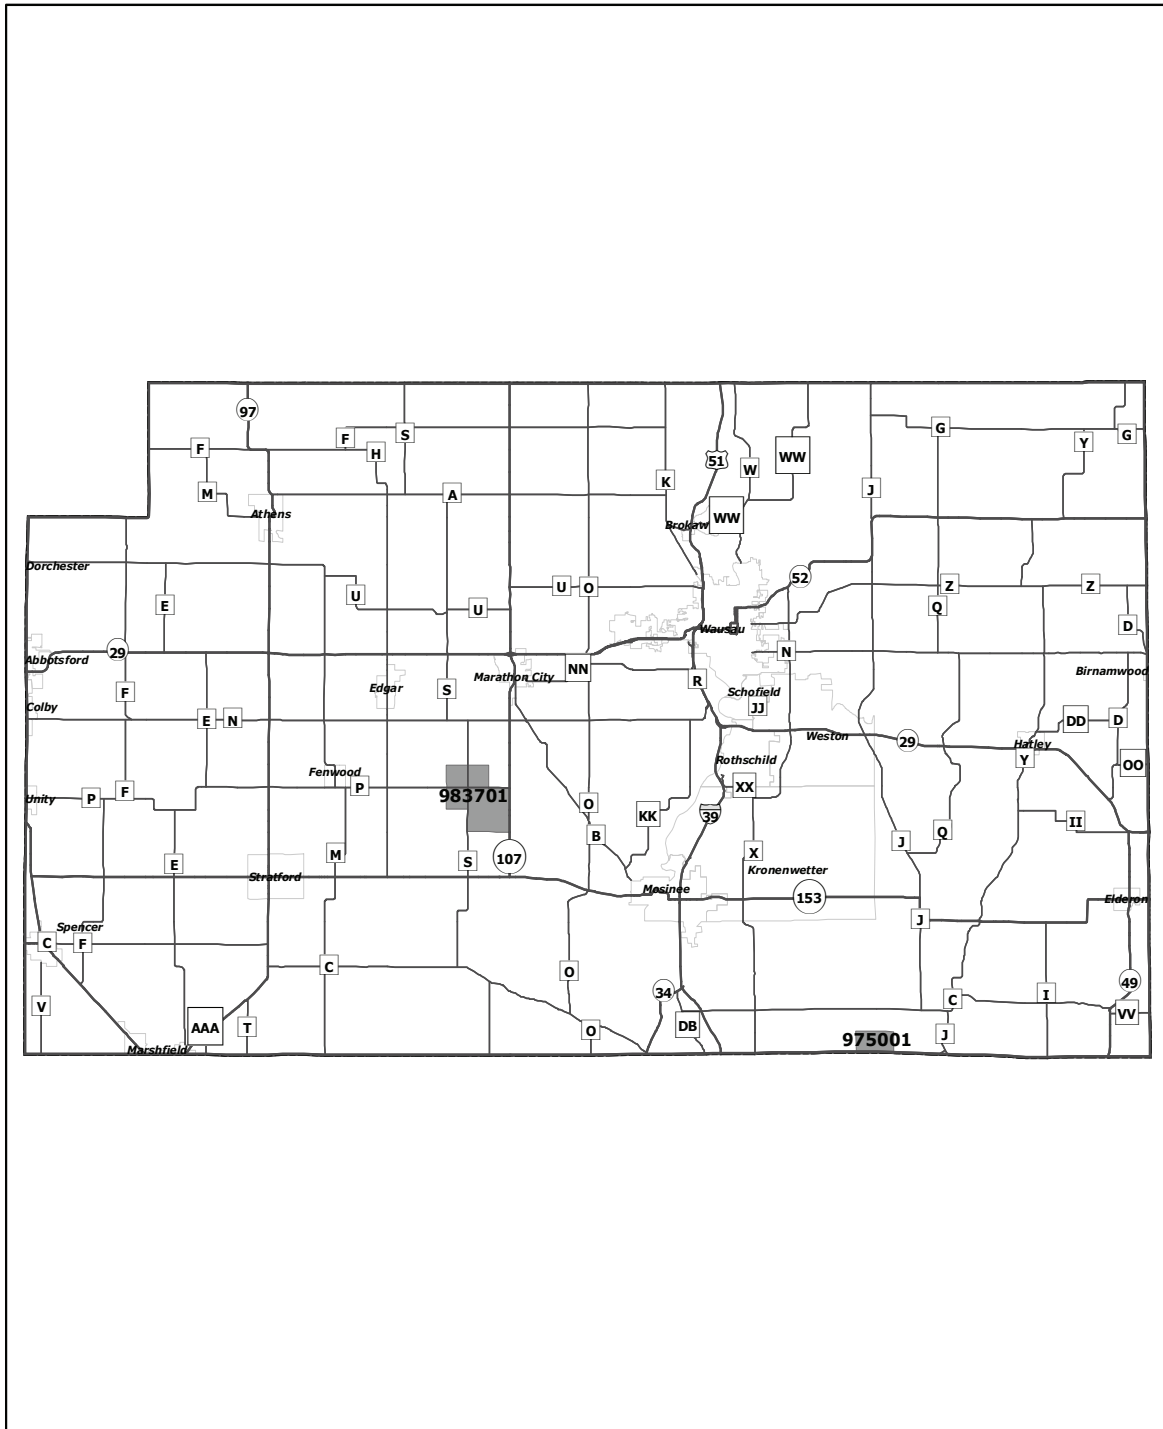 97
F
S
G
G
F
H
Y
51
WW
W
K
J
M
A
Athens
WW
Brokaw
Dorchester
52
U
U
O
Z
Z
E
U
Q
D
Wausau
29
Abbotsford
NN
N
Marathon City
Birnamwood
Edgar
R
F
S
Schofield
Colby
JJ
E
N
DD
D
Weston
29
Hatley
Rothschild
Y
OO
Fenwood
P
XX
Unity
P
F
983701
O
KK
39
B
II
Q
J
M
107
X
E
S
Kronenwetter
Stratford
Mosinee
153
Elderon
J
Spencer
C
F
C
O
49
34
I
V
C
AAA
T
DB
VV
O
J
975001
Marshfield